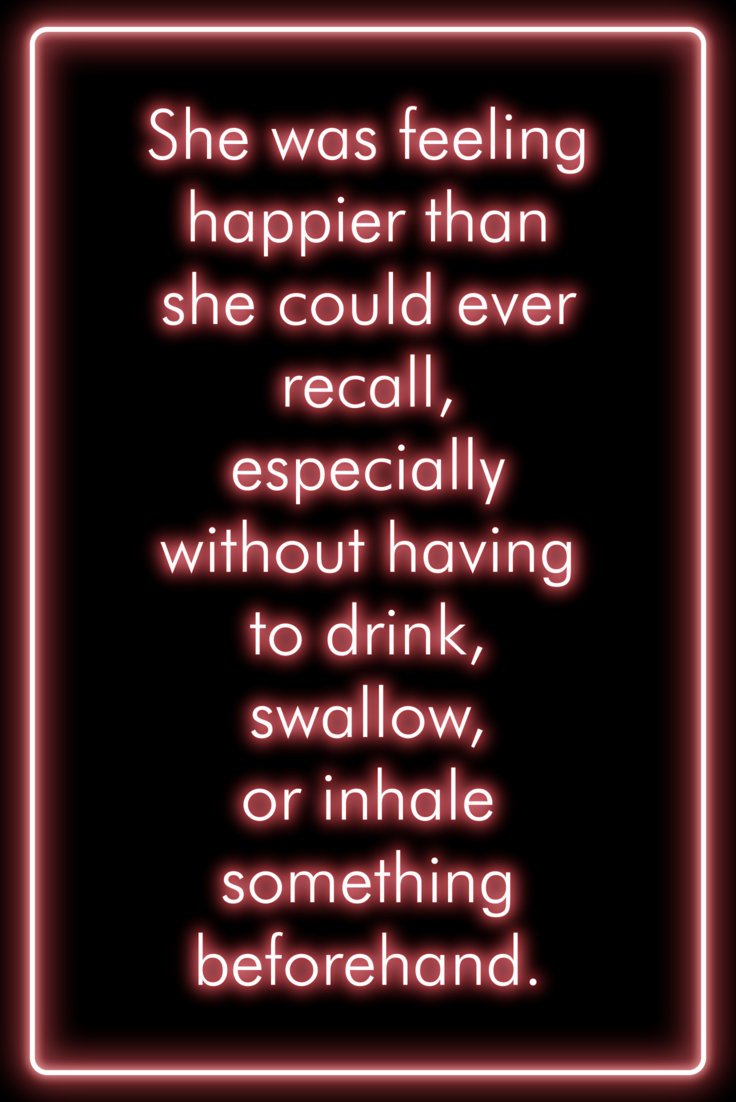 She was feeling
happier than
she could ever
recall,
especially
without having
to drink,
swallow,
or inhale
something
beforehand.